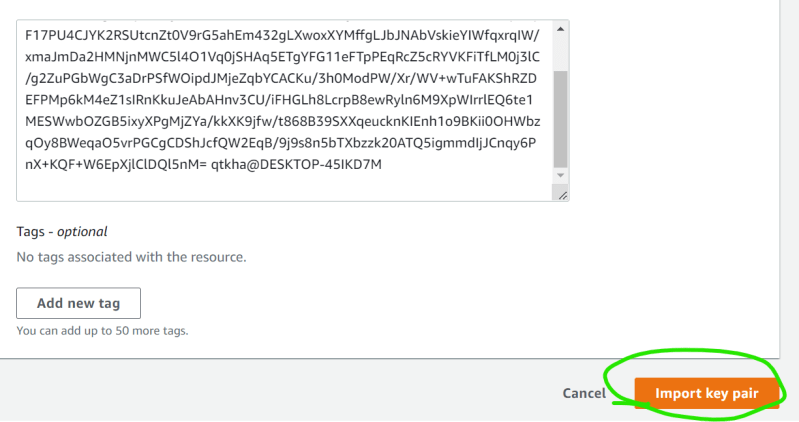 F17PU4CJYK2RSUtcnZt0V9rG5ahEm432gLXwoxXYMffgLJbJNAbVskieYIWfqxrqIW/
xmaJmDa2HMNjnMWC5l4O1Vq0jSHAq5ETgYFG11eFTpPEqRcZ5cRYVKFiTfLM0j3lC
/g2ZuPGbWgC3aDrPSfWOipdJMjeZqbYCACKu/3h0ModPW/Xr/WV+wTuFAKShRZD
EFPMp6kM4eZ1sIRnKkuJeAbAHnv3CU/iFHGLh8LcrpB8ewRyln6M9XpWIrrlEQ6te1
MESWwbOZGB5ixyXPgMjZYa/kkXK9jfw/t868B39SXXqeucknKIEnh1o9BKii0OHWbz
qOy8BWeqaO5vrPGCgCDShJcfQW2EqB/9j9s8n5bTXbzzk20ATQ5igmmdIjJCnqy6P
nX+KQF+W6EpXjlClDQl5nM= qtkha@DESKTOP-45IKD7M
Tags - optional
No tags associated with the resource.
Add new tag
You can add up to 50 more tags.
Cancel Import key pair